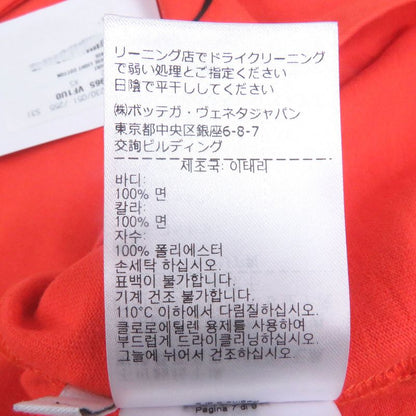 リーニング店でドライクリーニング
で弱い処理とご指定ください
日陰で平干ししてください
㈱ボッテガ・ヴェネタジャパン
東京都中央区銀座6-8-7
交詢ビルディング
제조국: 이태리
바디:
100% 면
칼라:
100% 면
자수:
100% 폴리에스터
손세탁 하십시오.
표백이 불가합니다.
기계 건조 불가합니다.
110°C 이하에서 다림질 하십시오.
클로로에틸렌 용제를 사용하여
부드럽게 드라이클리닝하십시오
그늘에 뉘어서 건조하십시오.
Pagina 7 di 9
VF1U0